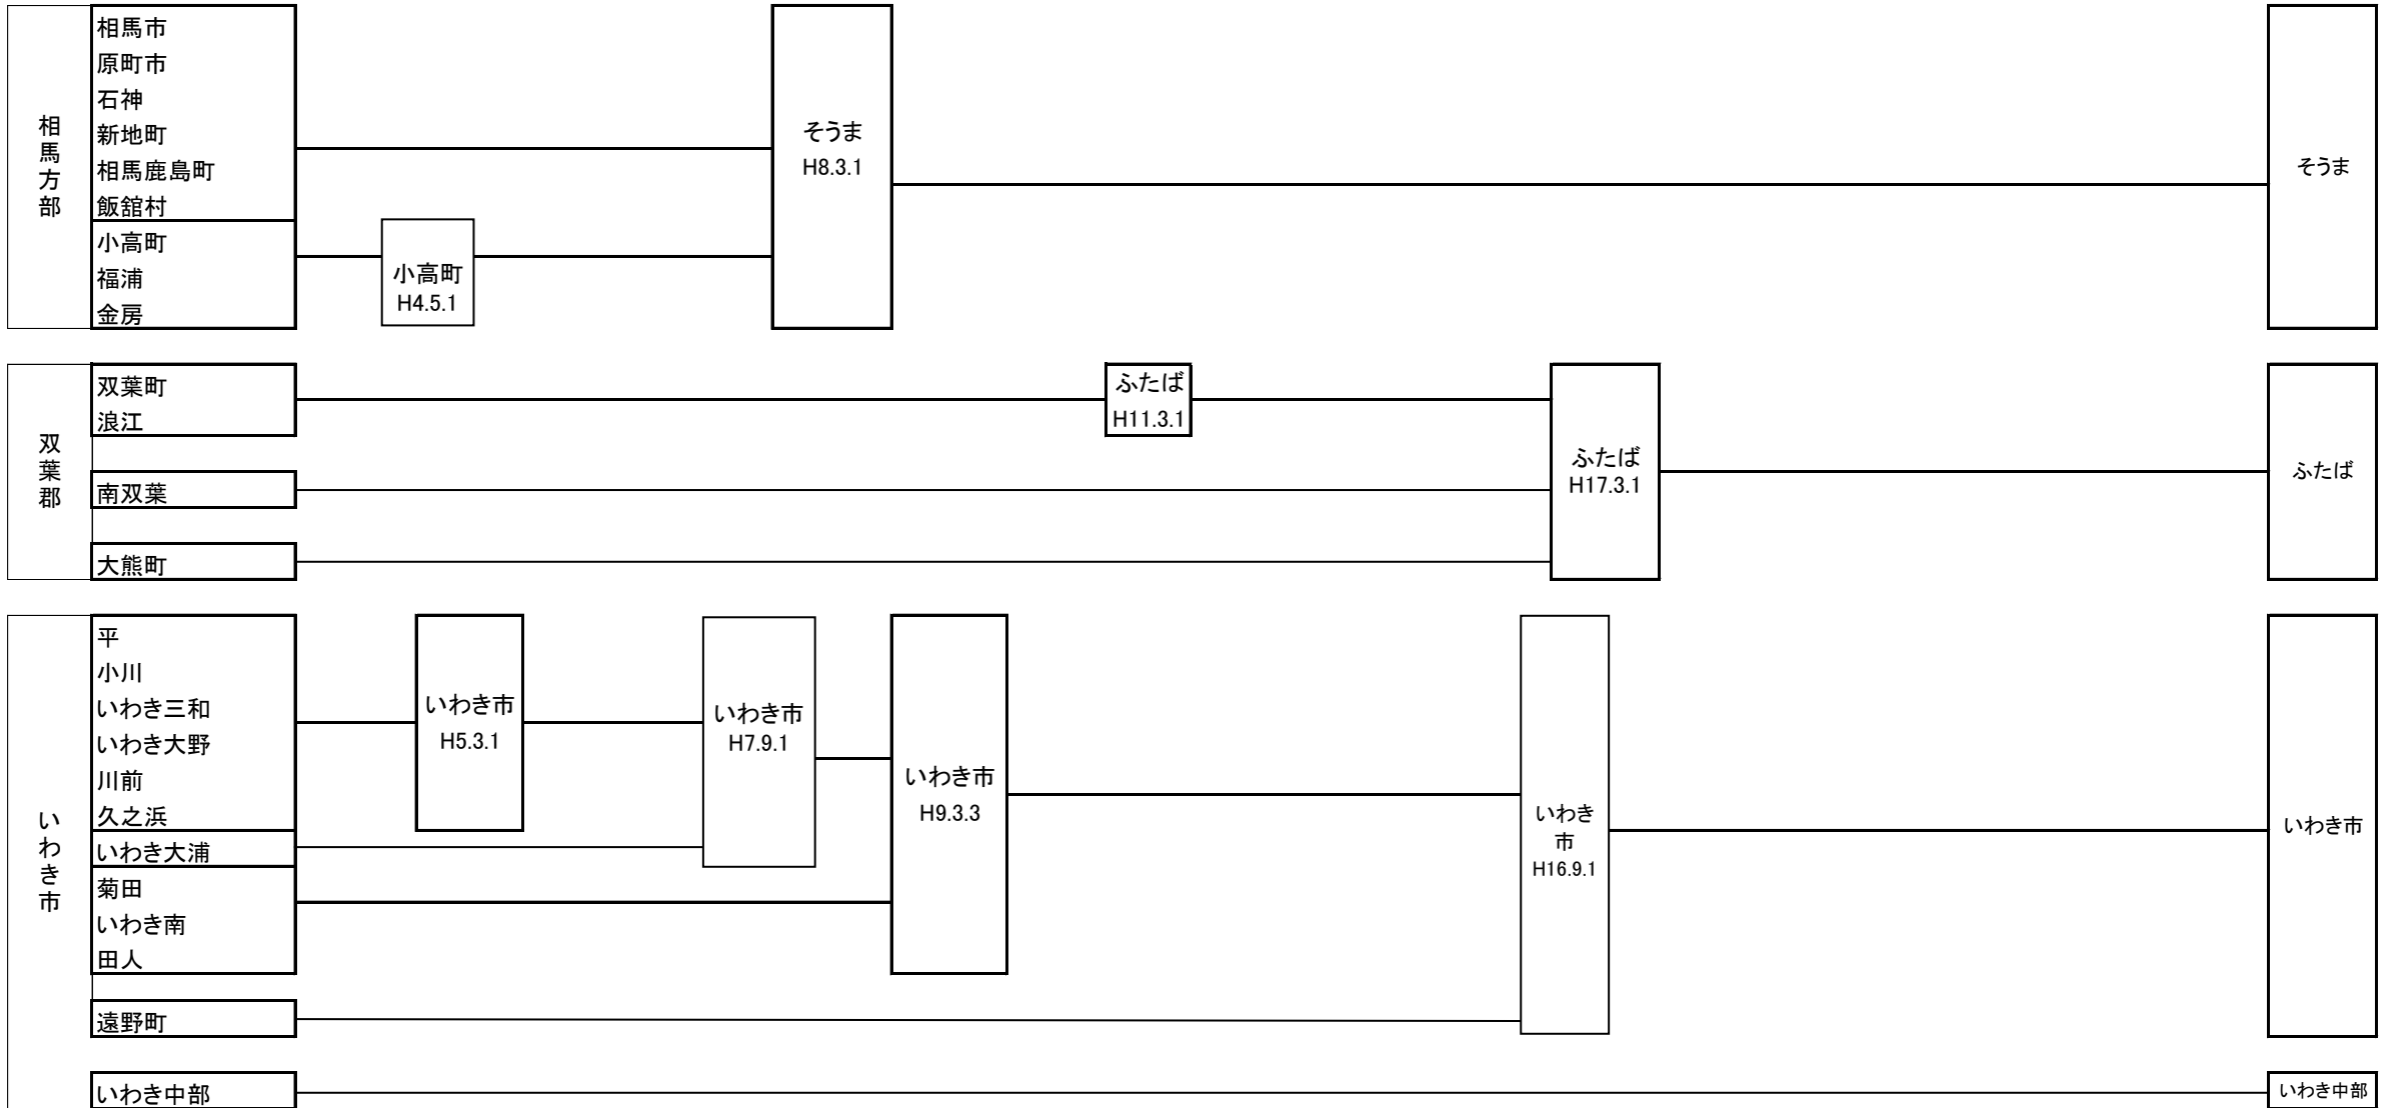 相馬方部
相馬市
原町市
石神
新地町
相馬鹿島町
飯舘村
小高町
福浦
金房
小高町
H4.5.1
そうま
H8.3.1
そうま
双葉郡
双葉町
浪江
南双葉
大熊町
ふたば
H11.3.1
ふたば
H17.3.1
ふたば
いわき市
平
小川
いわき三和
いわき大野
川前
久之浜
いわき大浦
菊田
いわき南
田人
遠野町
いわき中部
いわき市
H5.3.1
いわき市
H7.9.1
いわき市
H9.3.3
いわき
市
H16.9.1
いわき市
いわき中部